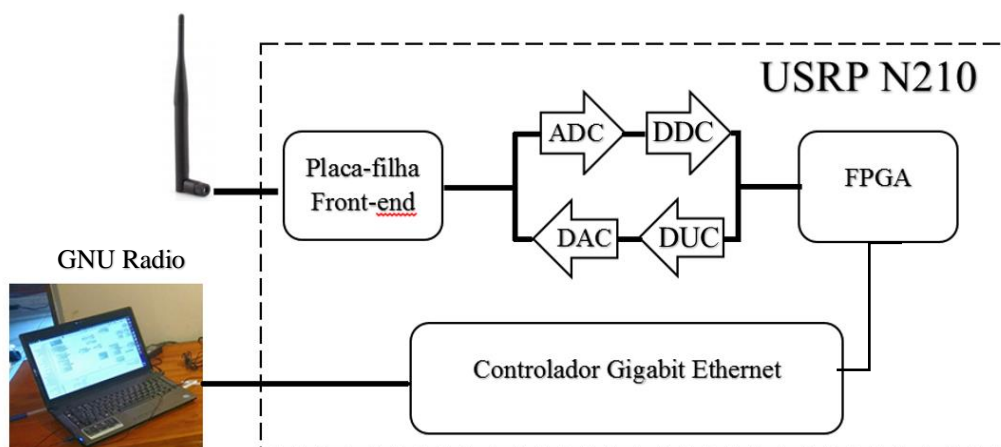 USRP N210
ADC
DDC
Placa-filha
Front-end
FPGA
DAC
DUC
GNU Radio
Controlador Gigabit Ethernet